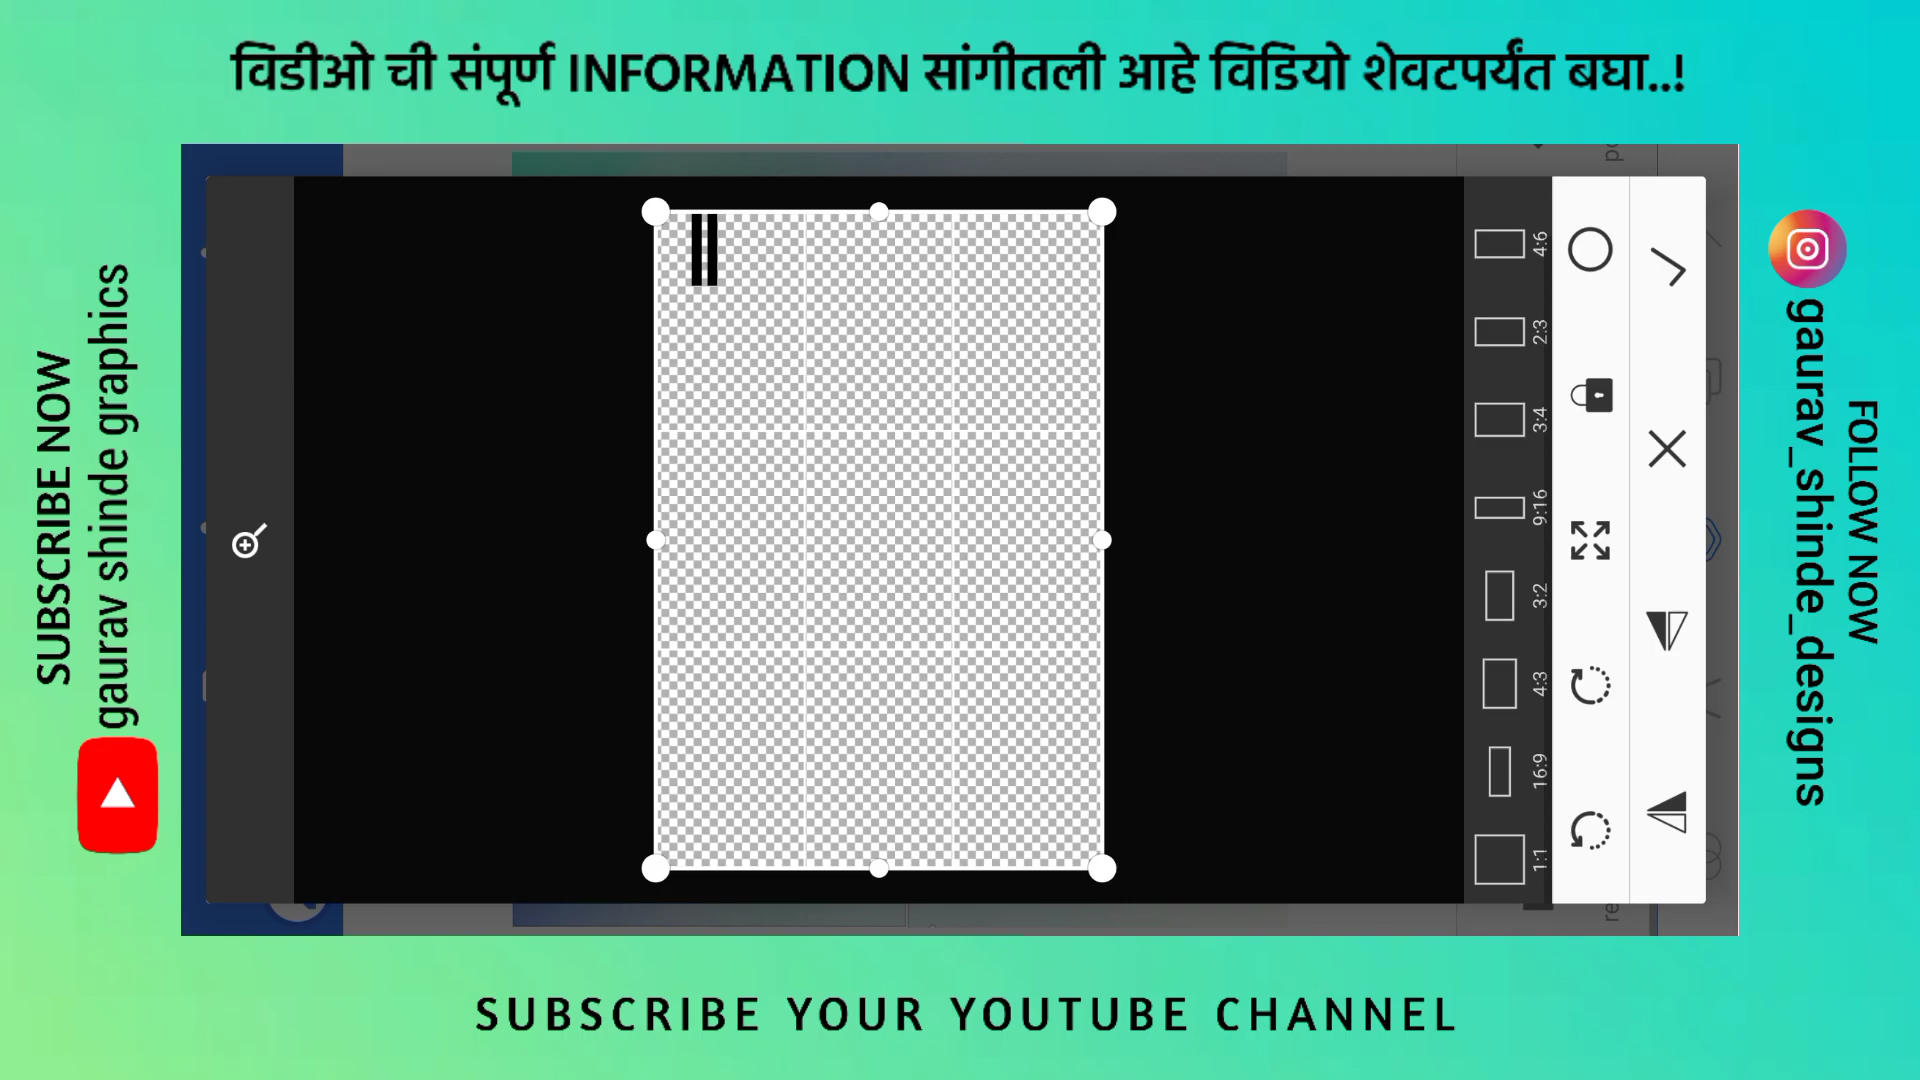 विडीओ ची संपूर्ण INFORMATION सांगीतली आहे विडियो शेवटपर्यंत बघा..!
SUBSCRIBE NOW
gaurav shinde graphics
4:6
2:3
3:4
9:16
3:2
4:3
16:9
1:1
FOLLOW NOW
gaurav_shinde_designs
SUBSCRIBE YOUR YOUTUBE CHANNEL